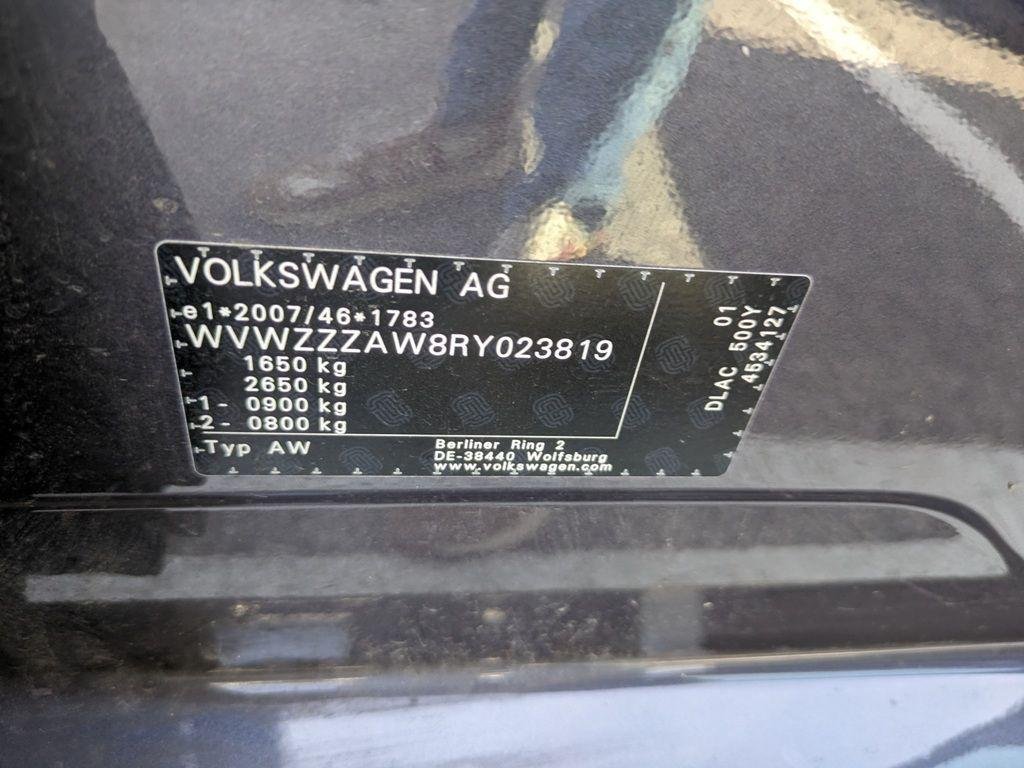 VOLKSWAGEN AG
e1*2007/46*1783
WVWZZZAW8RY023819
1650 kg
2650 kg
1- 0900 kg
2- 0800 kg
Typ AW
Berliner Ring 2
DE-38440 Wolfsburg
www.volkswagen.com
DLAC 500Y 01
4534127